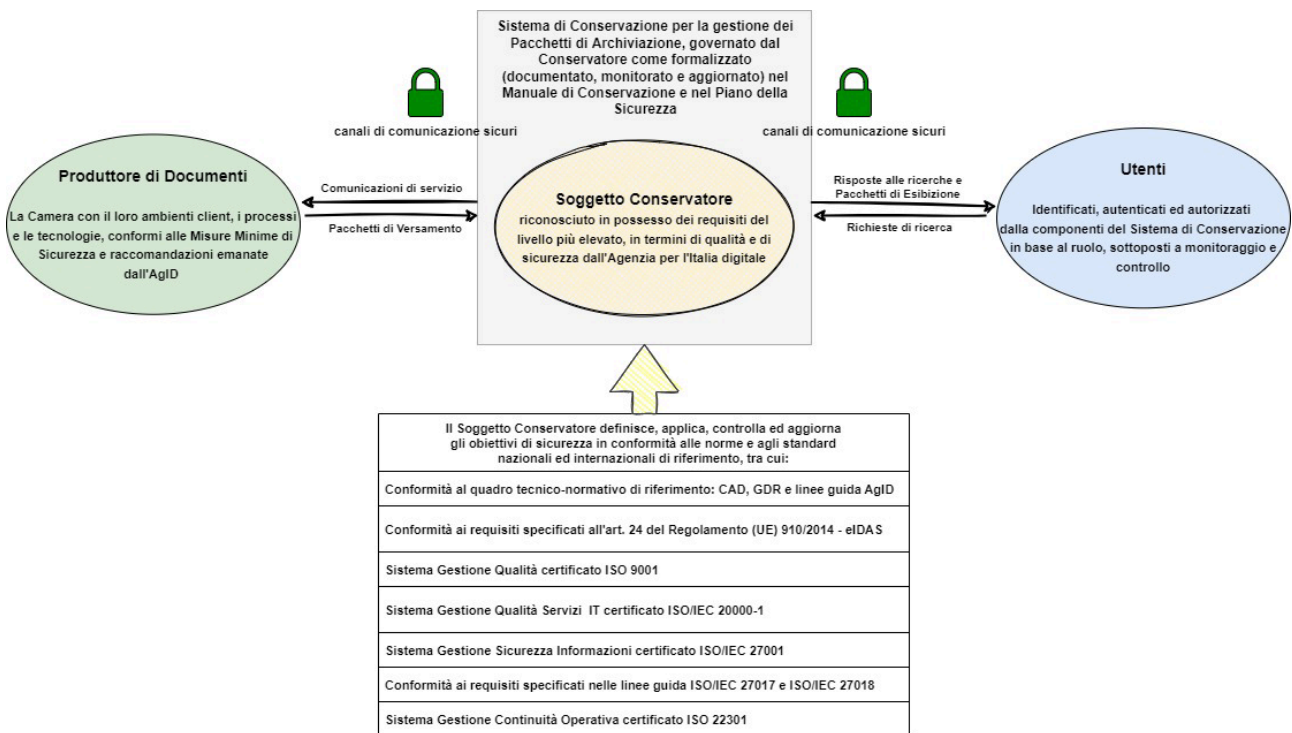 Sistema di Conservazione per la gestione dei
Pacchetti di Archiviazione, governato dal
Conservatore come formalizzato
(documentato, monitorato e aggiornato) nel
Manuale di Conservazione e nel Piano della
Sicurezza
canali di comunicazione sicuri
canali di comunicazione sicuri
Produttore di Documenti
La Camera con il loro ambienti client, i processi
e le tecnologie, conformi alle Misure Minime di
Sicurezza e raccomandazioni emanate
dall'AgID
Comunicazioni di servizio
Pacchetti di Versamento
Soggetto Conservatore
riconosciuto in possesso dei requisiti del
livello più elevato, in termini di qualità e di
sicurezza dall'Agenzia per l'Italia digitale
Risposte alle ricerche e
Pacchetti di Esibizione
Richieste di ricerca
Utenti
Identificati, autenticati ed autorizzati
dalla componenti del Sistema di Conservazione
in base al ruolo, sottoposti a monitoraggio e
controllo
Il Soggetto Conservatore definisce, applica, controlla ed aggiorna
gli obiettivi di sicurezza in conformità alle norme e agli standard
nazionali ed internazionali di riferimento, tra cui:
Conformità al quadro tecnico-normativo di riferimento: CAD, GDR e linee guida AgID
Conformità ai requisiti specificati all'art. 24 del Regolamento (UE) 910/2014 - eIDAS
Sistema Gestione Qualità certificato ISO 9001
Sistema Gestione Qualità Servizi IT certificato ISO/IEC 20000-1
Sistema Gestione Sicurezza Informazioni certificato ISO/IEC 27001
Conformità ai requisiti specificati nelle linee guida ISO/IEC 27017 e ISO/IEC 27018
Sistema Gestione Continuità Operativa certificato ISO 22301